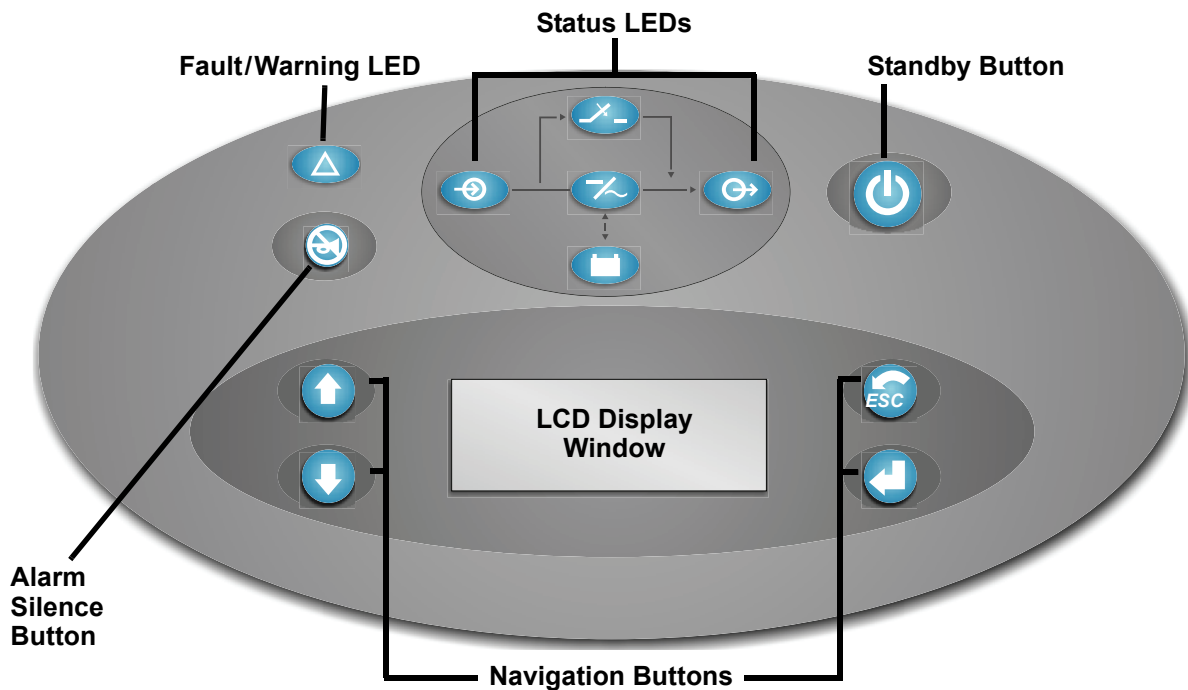 Status LEDs
Fault/Warning LED
Standby Button
ESC
LCD Display
Window
Alarm
Silence
Button
Navigation Buttons